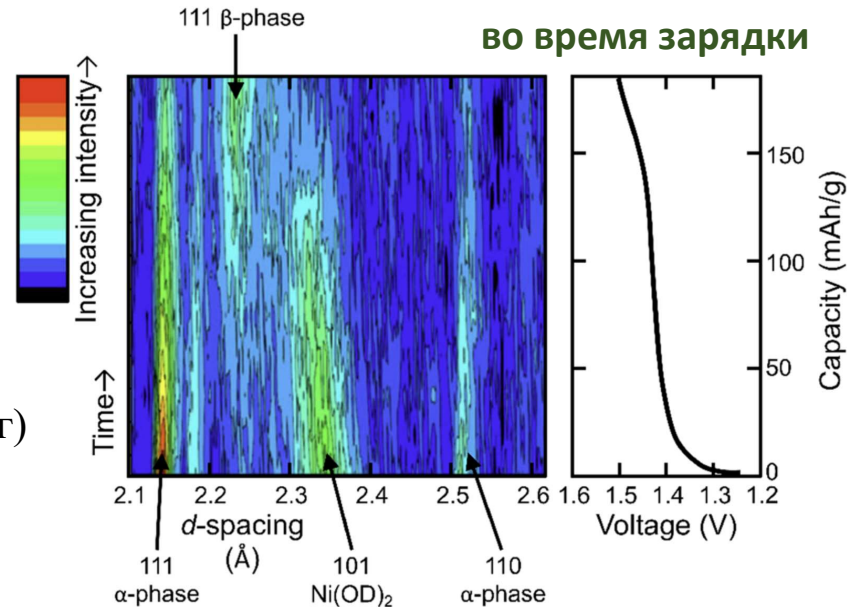 111 β-phase
во время зарядки
Increasing intensity→
Time→
г)
2.1 2.2 2.3 2.4 2.5 2.6
d-spacing
(Å)
111
α-phase
101
Ni(OD)₂
110
α-phase
150
100
50
0
Capacity (mAh/g)
1.6 1.5 1.4 1.3 1.2
Voltage (V)